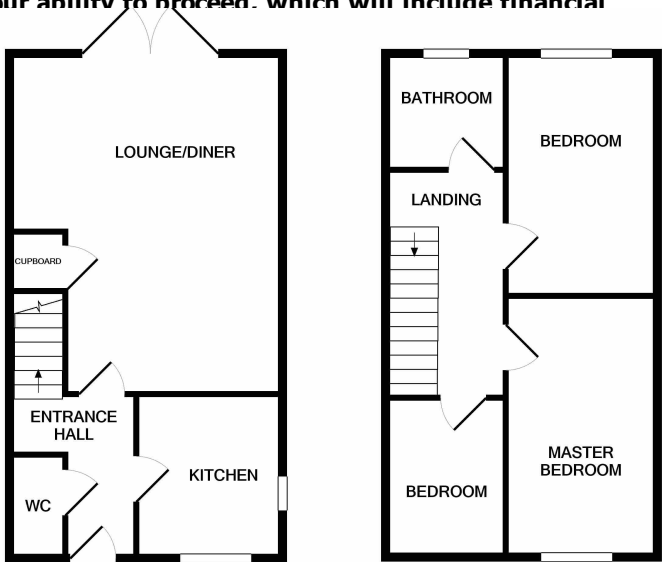 our ability to proceed, which will include financial
LOUNGE/DINER
CUPBOARD
ENTRANCE
HALL
KITCHEN
WC
BATHROOM
BEDROOM
LANDING
MASTER
BEDROOM
BEDROOM